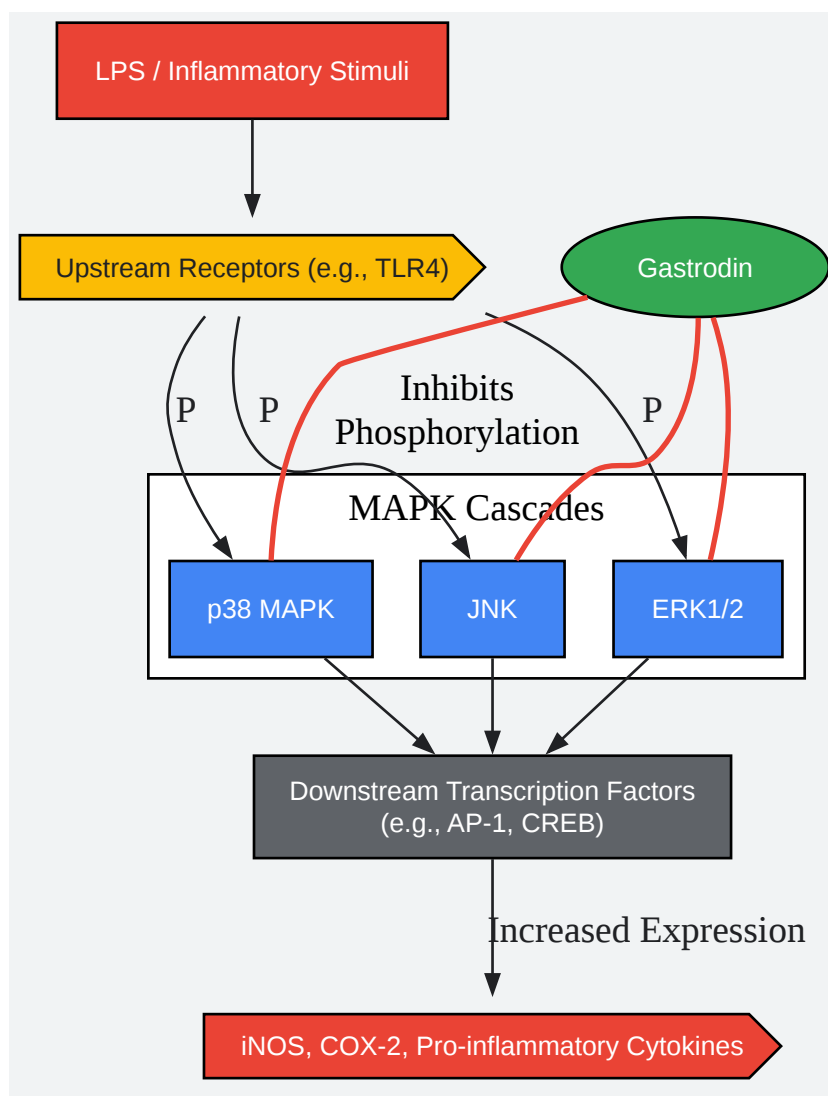 LPS / Inflammatory Stimuli
Upstream Receptors (e.g., TLR4)
Gastrodin
P
P
Inhibits
Phosphorylation
P
MAPK Cascades
p38 MAPK
JNK
ERK1/2
Downstream Transcription Factors
(e.g., AP-1, CREB)
Increased Expression
iNOS, COX-2, Pro-inflammatory Cytokines